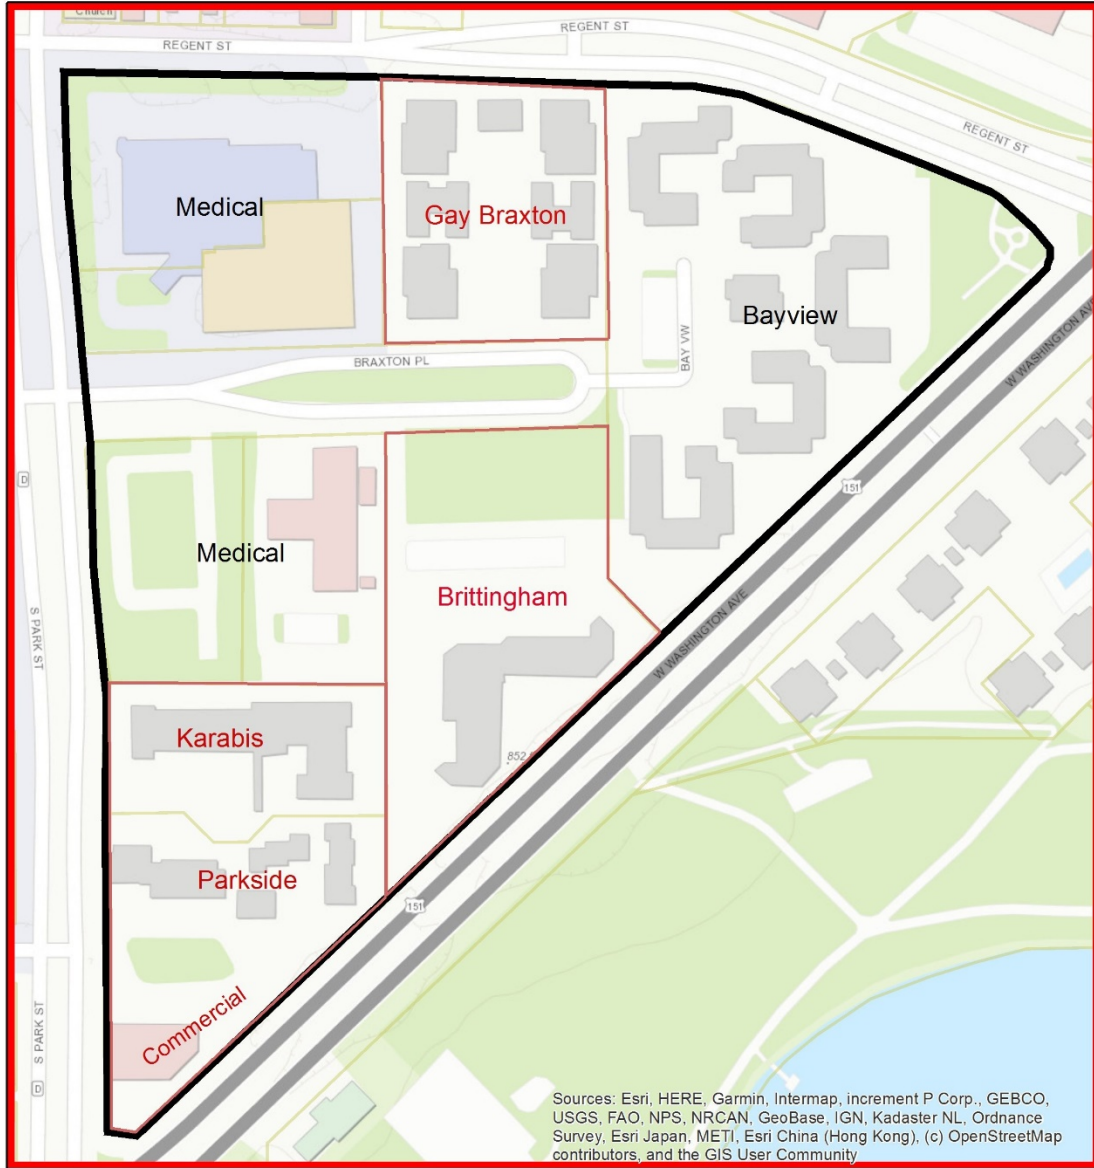 Church
REGENT ST
REGENT ST
REGENT ST
Medical
Gay Braxton
Bayview
BRAXTON PL
BAY VW
W WASHINGTON AVE
151
D
Medical
Brittingham
S PARK ST
W WASHINGTON AVE
Karabis
852
Parkside
151
Commercial
S PARK ST
D
Sources: Esri, HERE, Garmin, Intermap, increment P Corp., GEBCO,
USGS, FAO, NPS, NRCAN, GeoBase, IGN, Kadaster NL, Ordnance
Survey, Esri Japan, METI, Esri China (Hong Kong), (c) OpenStreetMap
contributors, and the GIS User Community